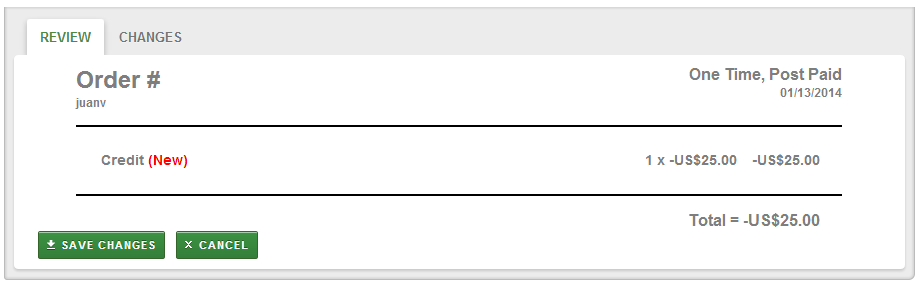 REVIEW CHANGES
Order # One Time, Post Paid
juanv 01/13/2014
Credit (New) 1 x -US$25.00 -US$25.00
Total = -US$25.00
SAVE CHANGES CANCEL